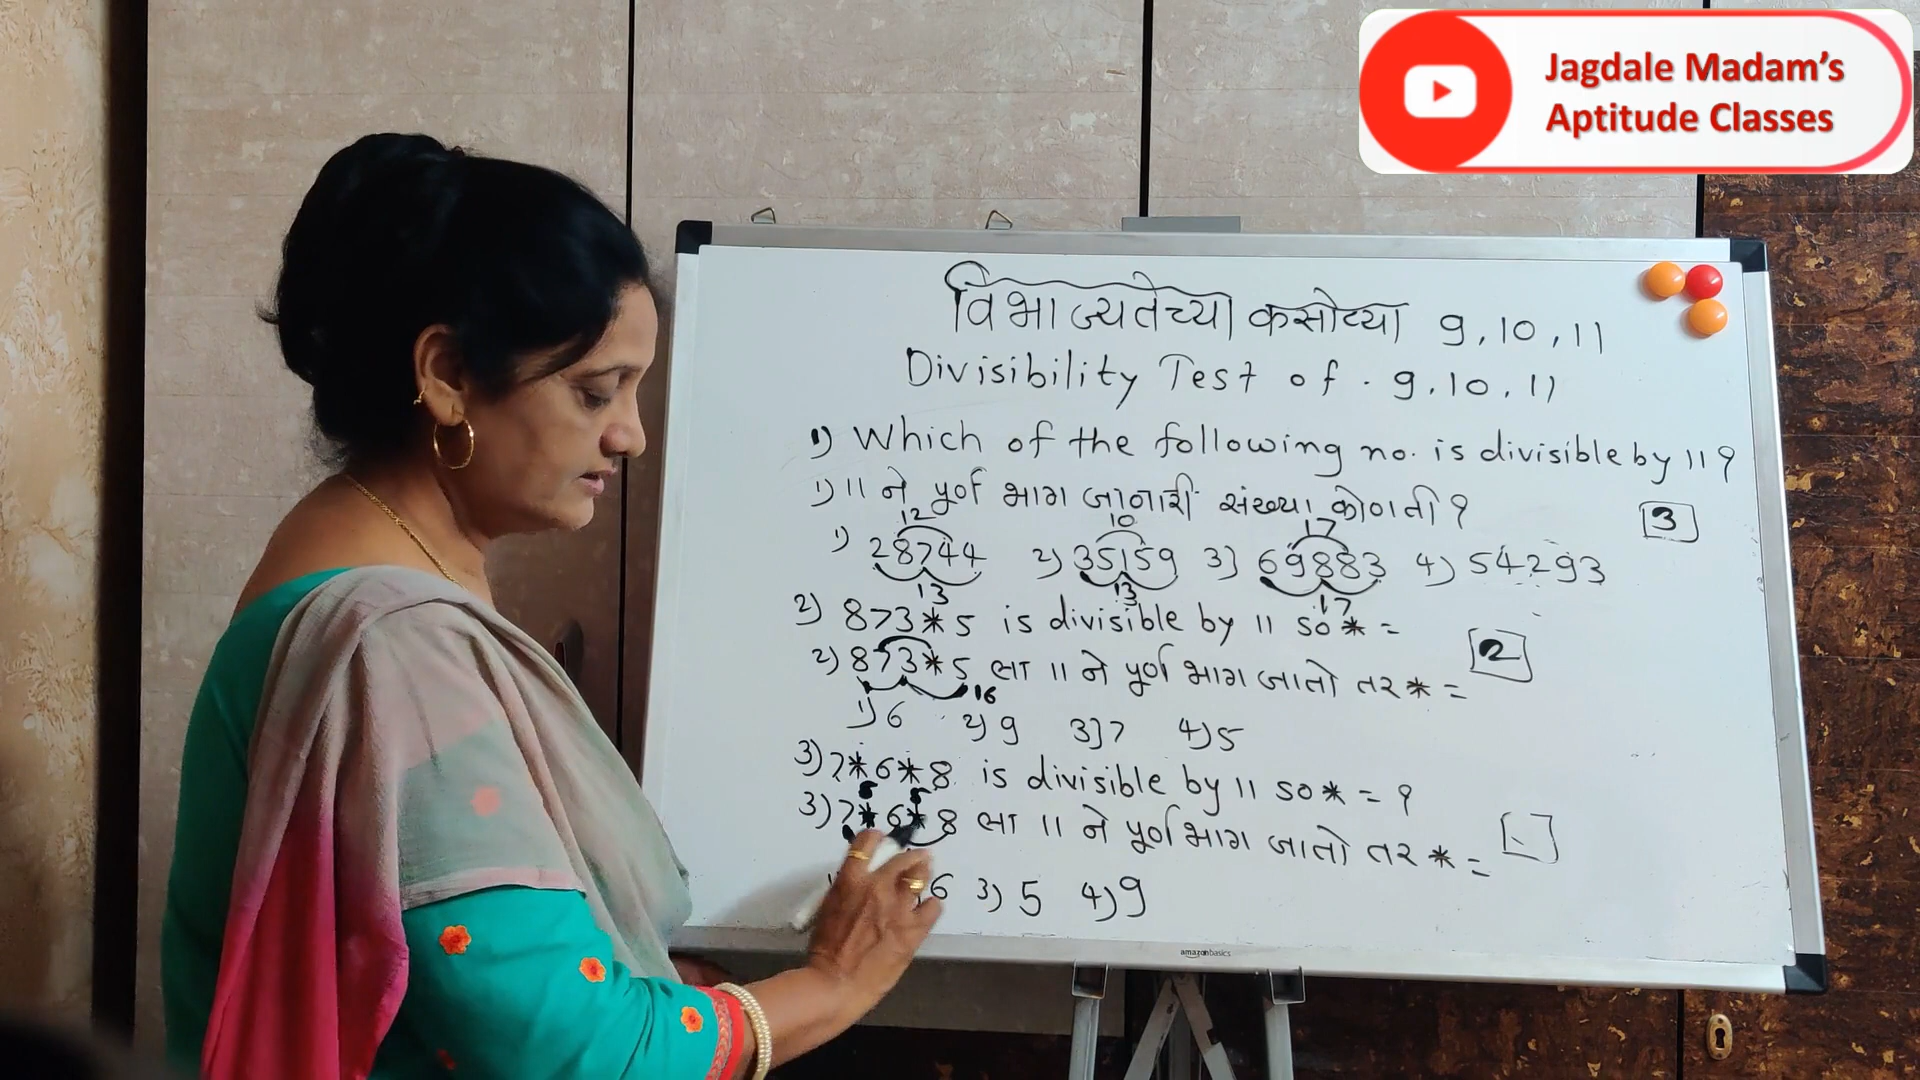 Jagdale Madam's
Aptitude Classes
विभाज्यतेच्या कसोट्या 9, 10, 11
Divisibility Test of . 9, 10, 11
1) Which of the following no. is divisible by 11 ?
1) 11 ने पूर्ण भाग जाणारी संख्या कोणती ?
3
12 10 17
1) 28744 2) 35159 3) 69883 4) 54293
13 13 17
2) 873*5 is divisible by 11 so * =
2
2) 873*5 ला 11 ने पूर्ण भाग जातो तर * =
16
1) 6 2) 9 3) 7 4) 5
3) 7*6*8 is divisible by 11 so * = ?
3) 7*6*8 ला 11 ने पूर्ण भाग जातो तर * =
6 3) 5 4) 9
amazonbasics